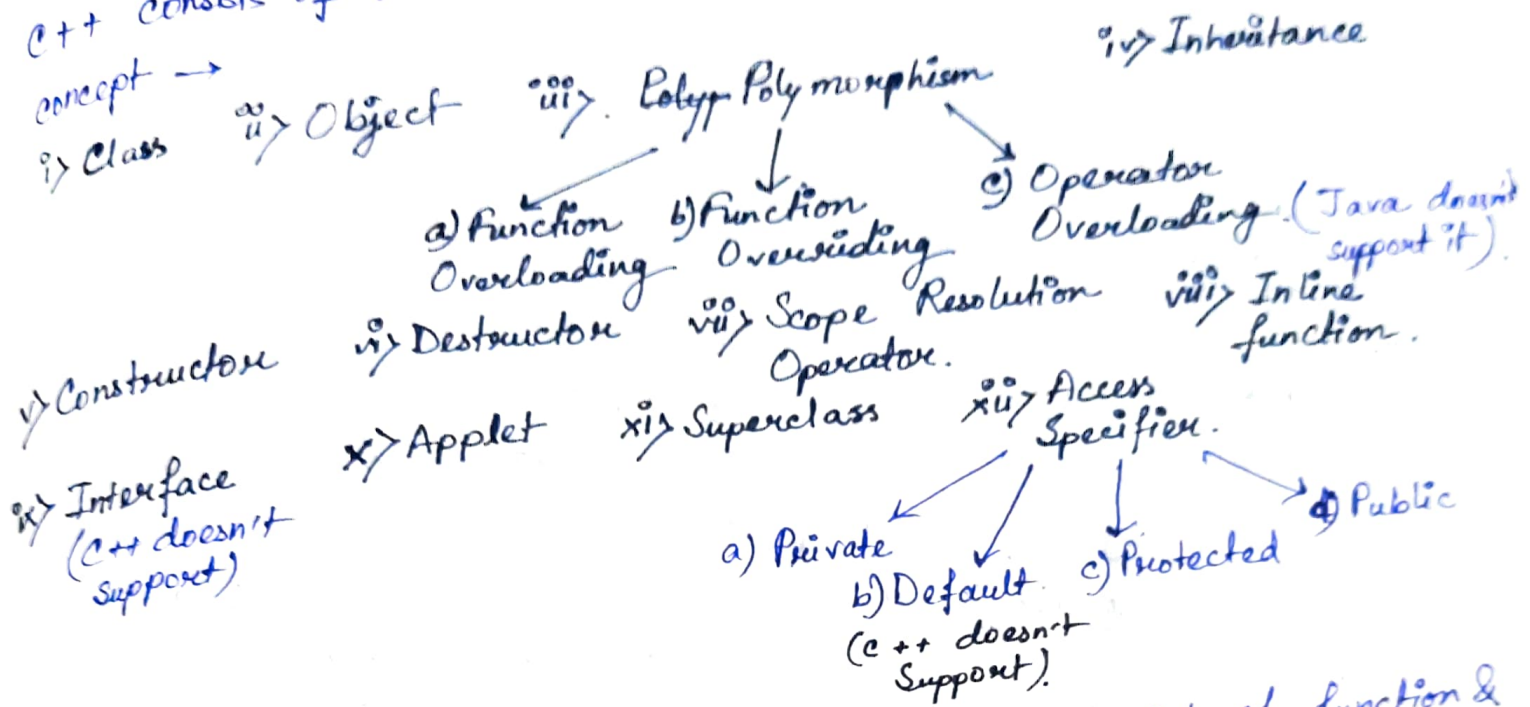 C++ consists of
concept →
i> Class ii> Object iii>. Polyp Polymorphism iv> Inheritance
a) Function Overloading. b) Function Overriding c) Operator Overloading. (Java doesn't support it).
v> Constructor vi> Destructor vii> Scope Resolution Operator. viii> Inline function.
ix> Interface (C++ doesn't support) x> Applet xi> Superclass xii> Access Specifier.
a) Private b) Default. (C++ doesn't Support). c) Protected d) Public
function &